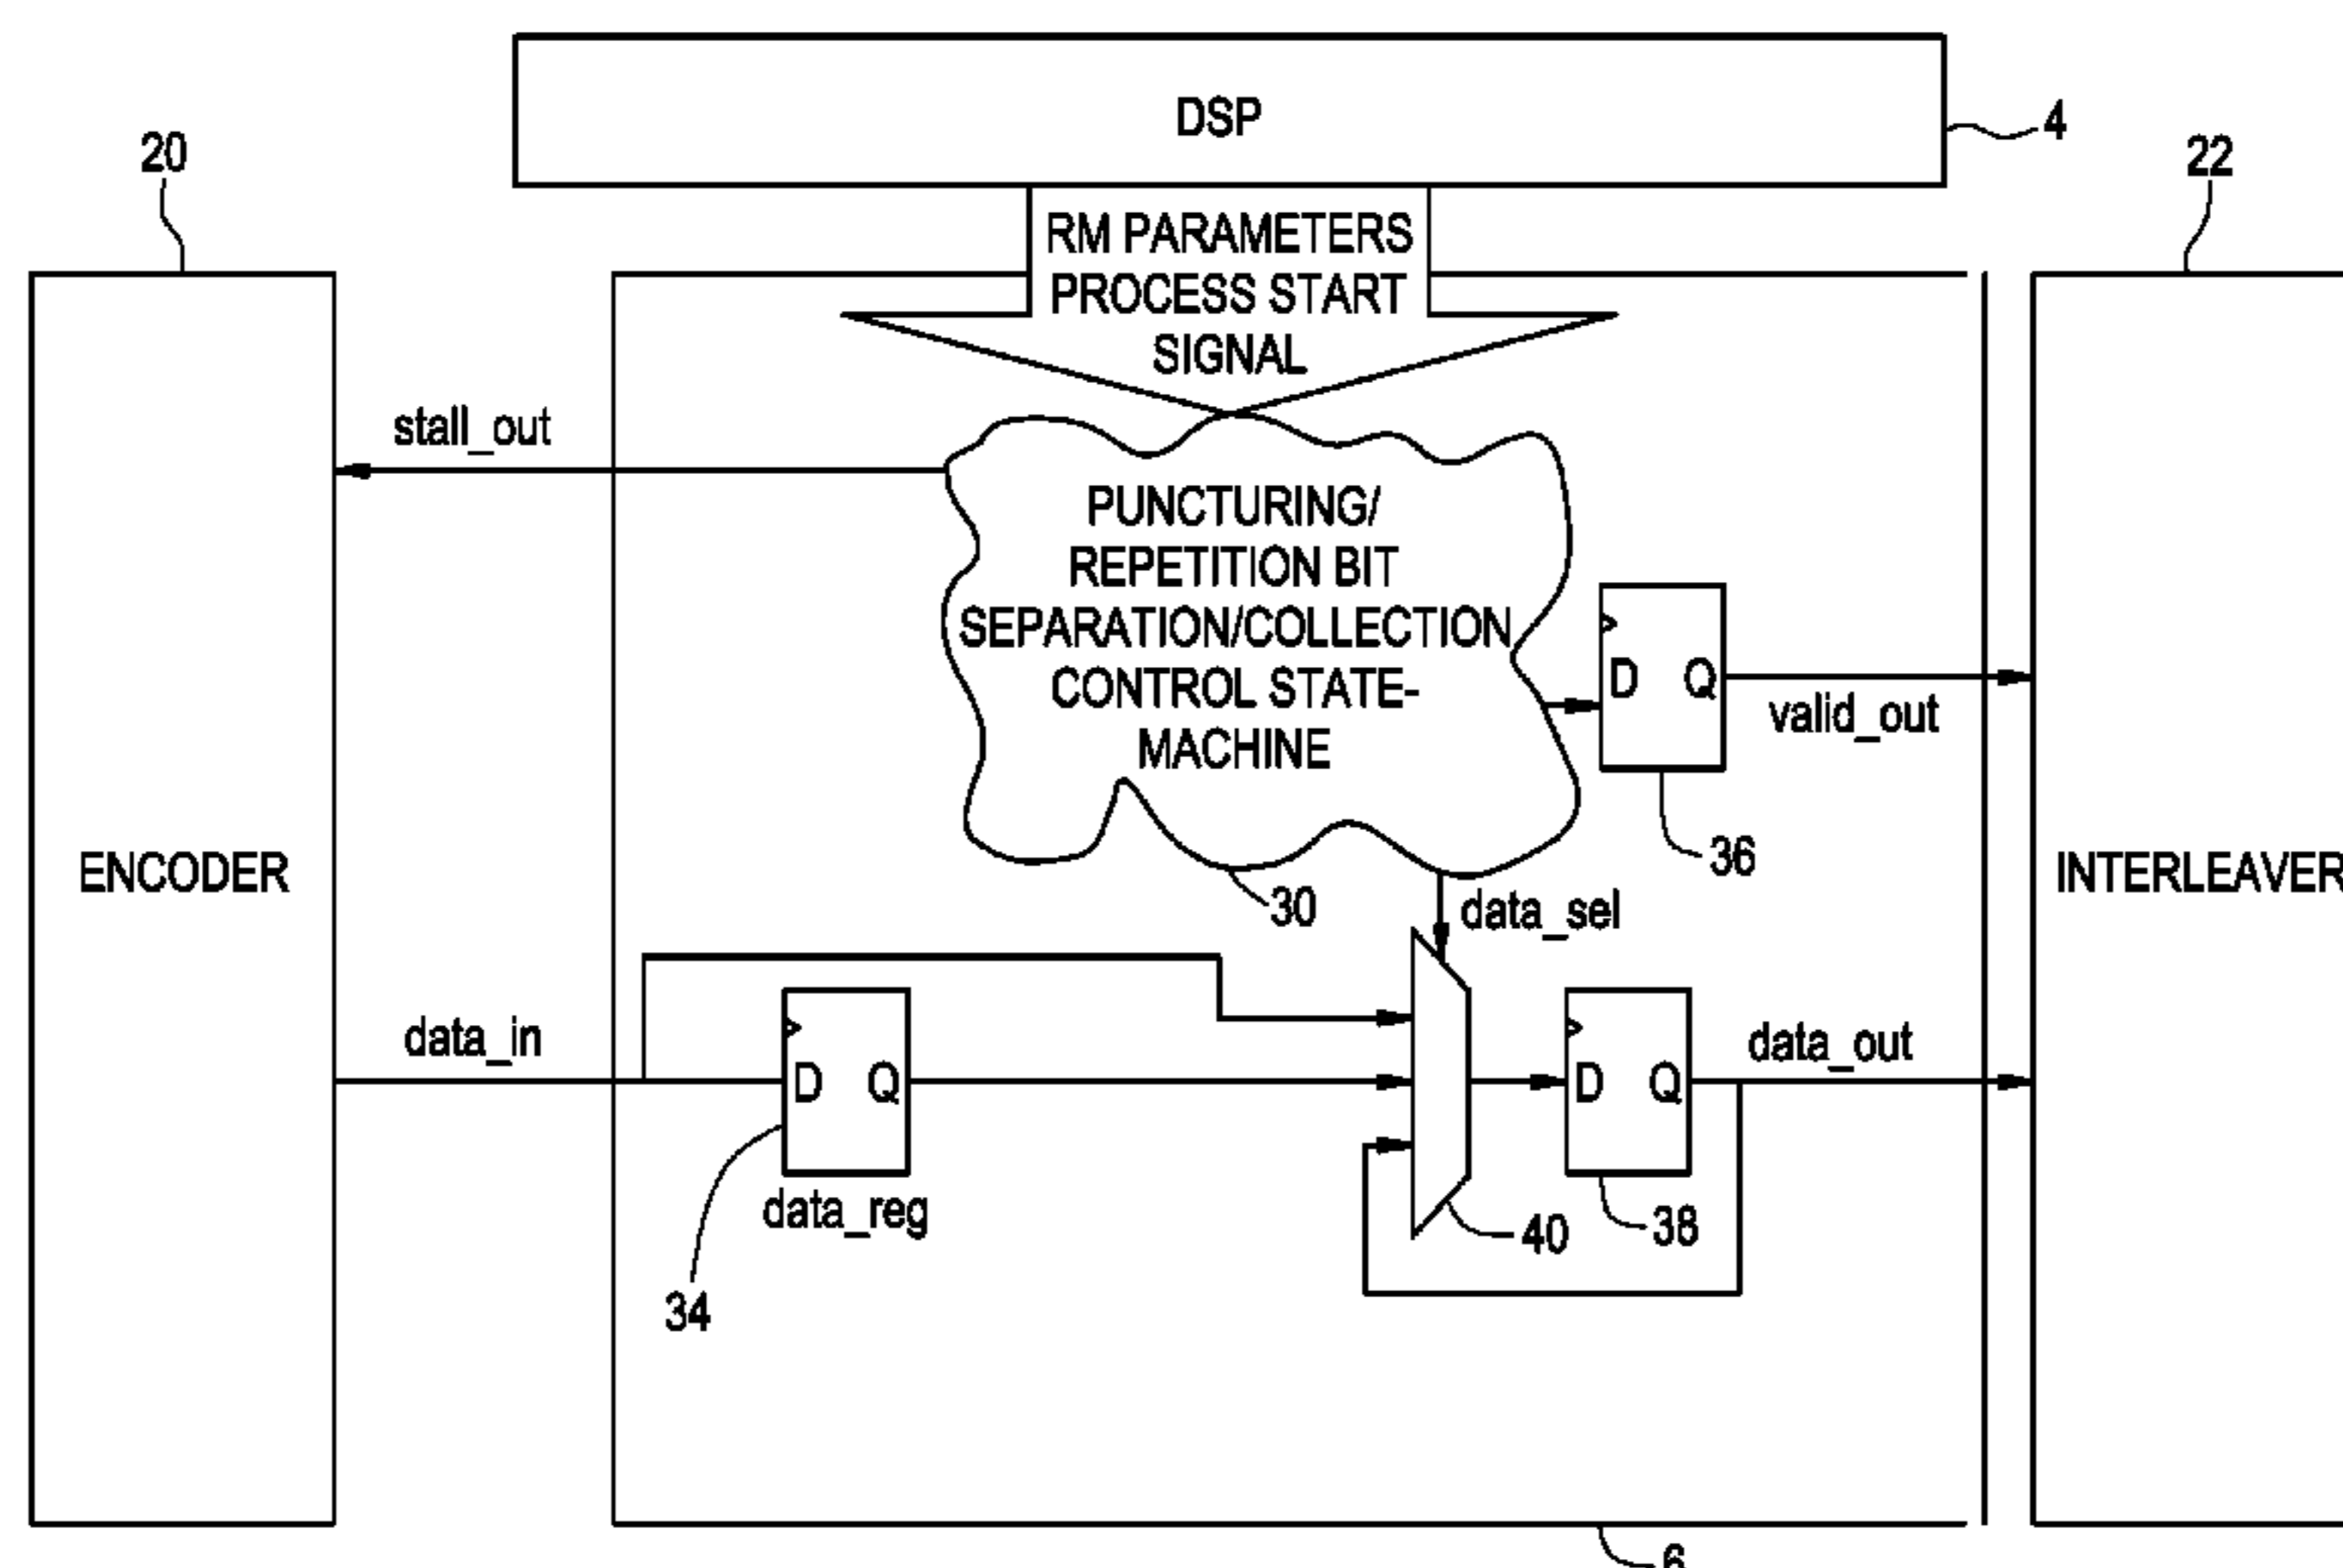 DSP
4
20
22
RM PARAMETERS
PROCESS START
SIGNAL
stall_out
PUNCTURING/
REPETITION BIT
SEPARATION/COLLECTION
CONTROL STATE-
MACHINE
D Q
valid_out
36
ENCODER
INTERLEAVER
30
data_sel
data_in
D Q
D Q
data_out
data_reg
34
40
38
6